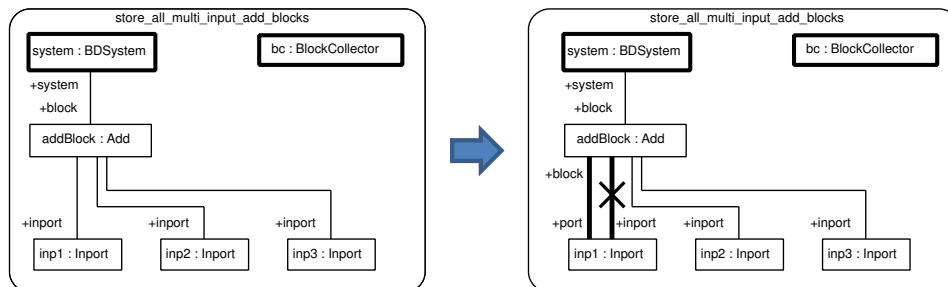 store_all_multi_input_add_blocks
system : BDSystem
bc : BlockCollector
+system
+block
addBlock : Add
+inport
+inport
+inport
inp1 : Inport
inp2 : Inport
inp3 : Inport
store_all_multi_input_add_blocks
system : BDSystem
bc : BlockCollector
+system
+block
addBlock : Add
+block
+port
+inport
+inport
+inport
inp1 : Inport
inp2 : Inport
inp3 : Inport